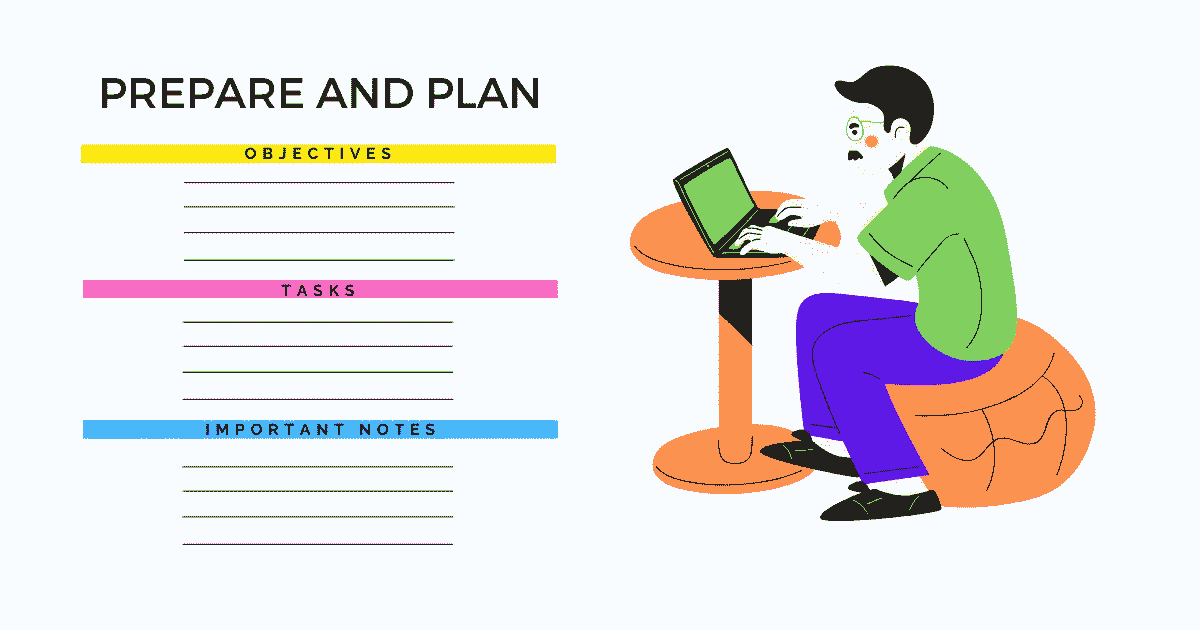 PREPARE AND PLAN
OBJECTIVES
TASKS
IMPORTANT NOTES